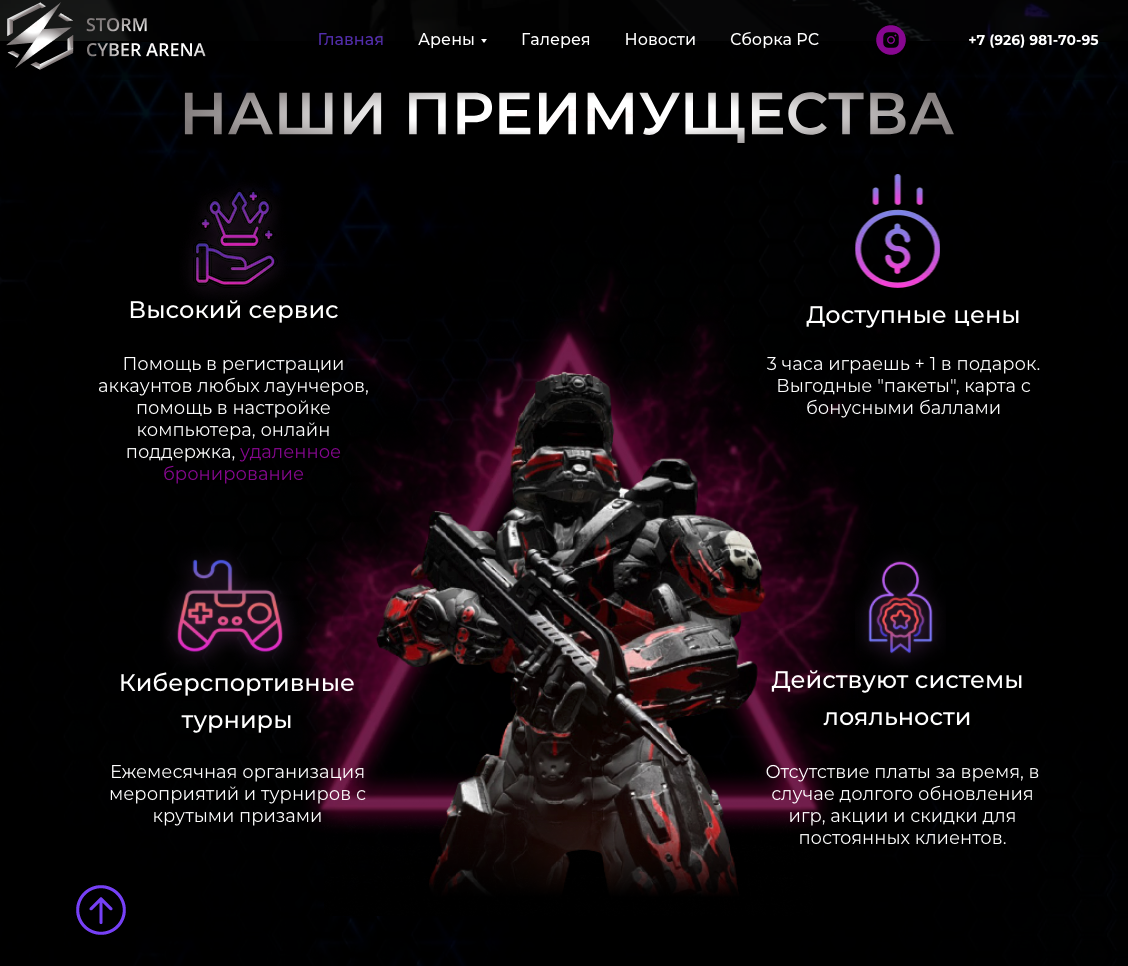 STORM
CYBER ARENA
Главная Арены Галерея Новости Сборка PC
+7 (926) 981-70-95
НАШИ ПРЕИМУЩЕСТВА
Высокий сервис
Помощь в регистрации
аккаунтов любых лаунчеров,
помощь в настройке
компьютера, онлайн
поддержка, удаленное
бронирование
Доступные цены
3 часа играешь + 1 в подарок.
Выгодные "пакеты", карта с
бонусными баллами
Киберспортивные
турниры
Ежемесячная организация
мероприятий и турниров с
крутыми призами
Действуют системы
лояльности
Отсутствие платы за время, в
случае долгого обновления
игр, акции и скидки для
постоянных клиентов.